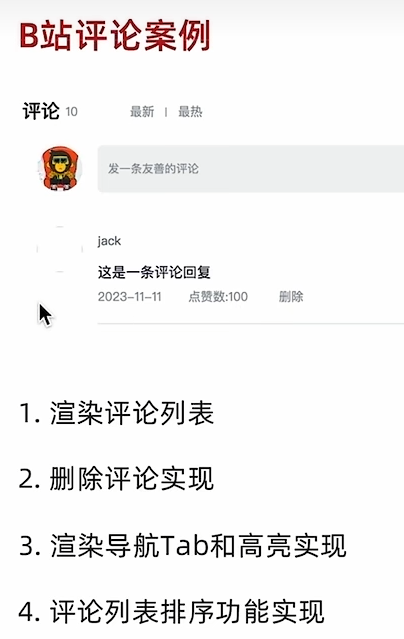 B站评论案例
评论 10 最新 | 最热
发一条友善的评论
jack
这是一条评论回复
2023-11-11 点赞数:100 删除
1. 渲染评论列表
2. 删除评论实现
3. 渲染导航Tab和高亮实现
4. 评论列表排序功能实现